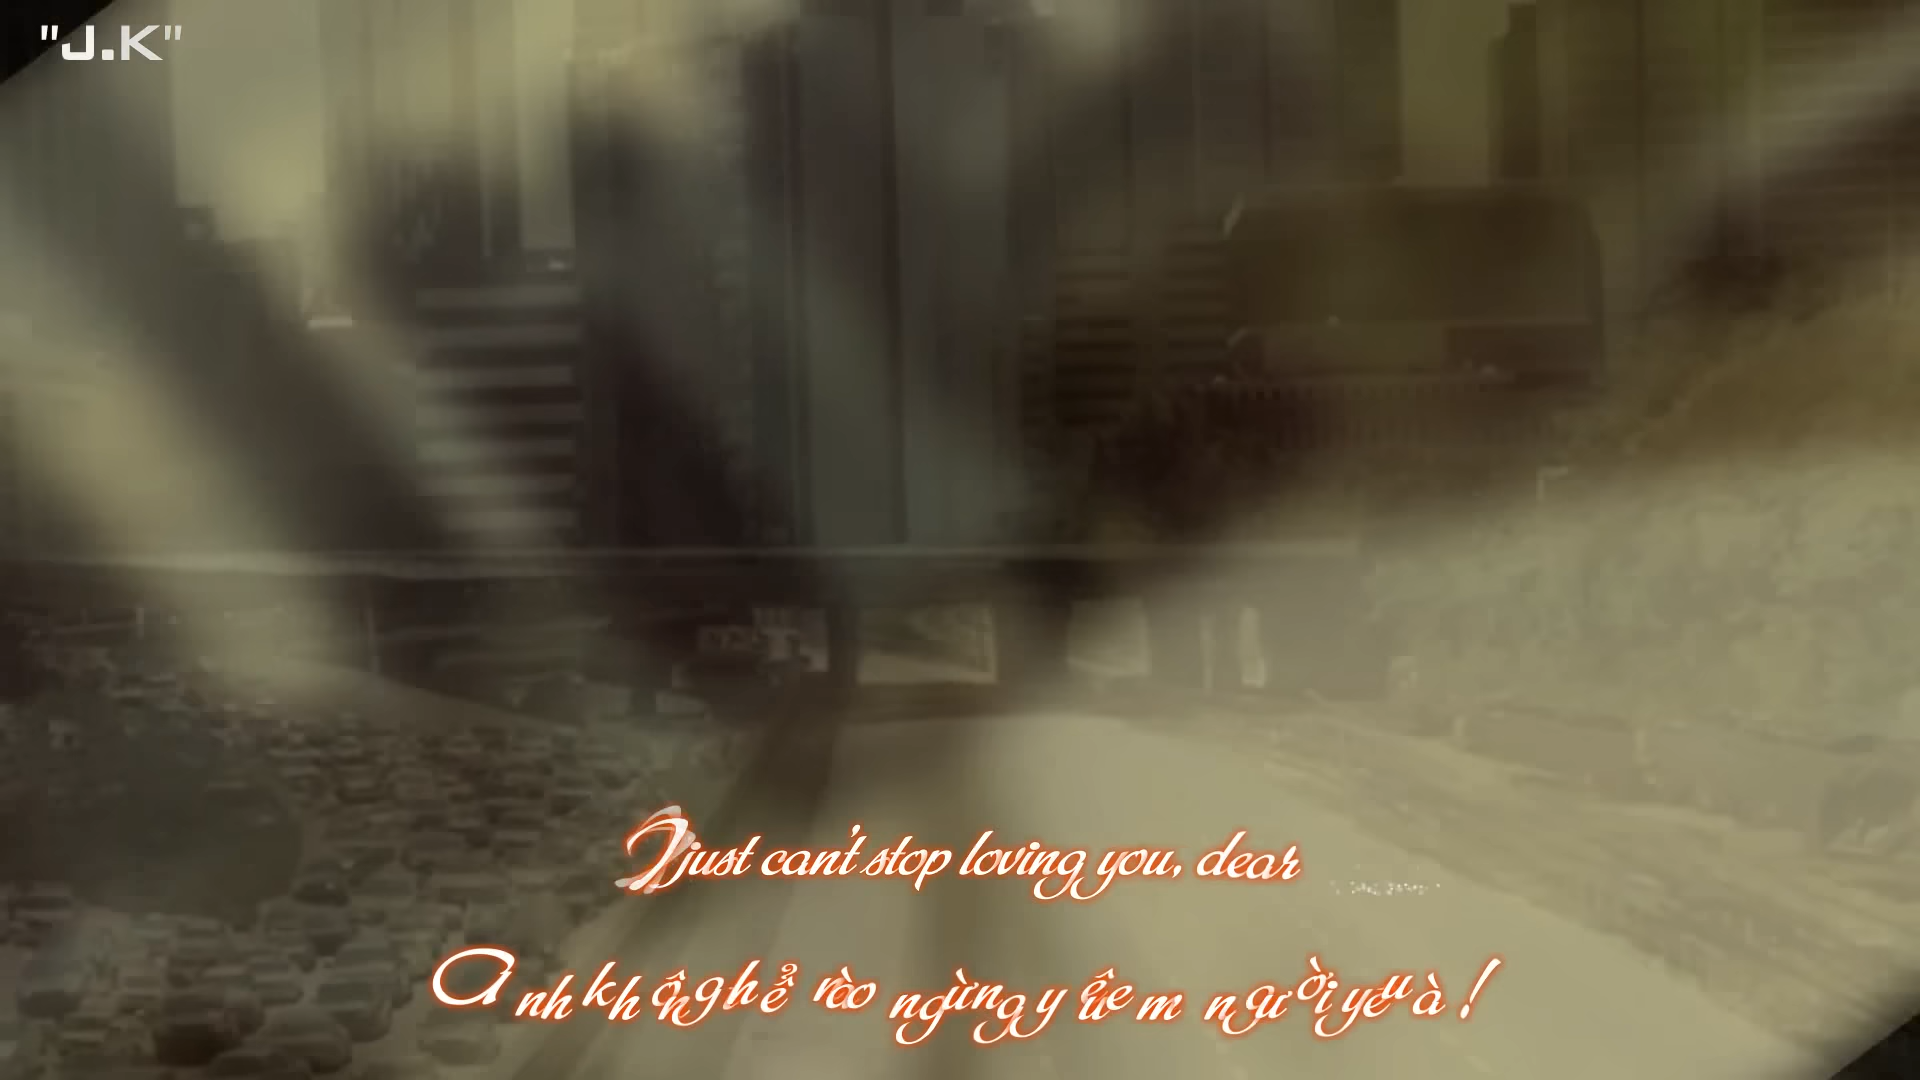 "J.K"
I just can't stop loving you, dear
Anh không thể nào ngừng yêu em người yêu à !